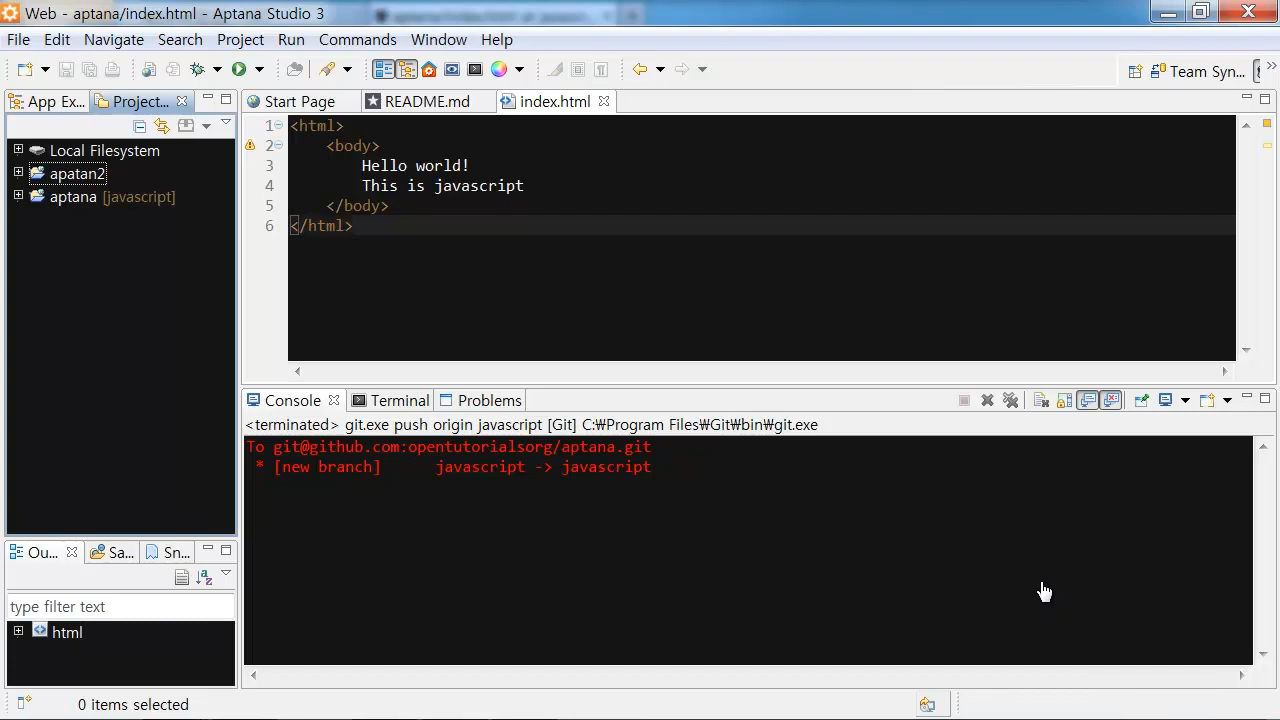 Web - aptana/index.html - Aptana Studio 3
File Edit Navigate Search Project Run Commands Window Help
Team Syn...
App Ex... Project...
Start Page README.md index.html
Local Filesystem
apatan2
aptana [javascript]
1 <html>
2 <body>
3 Hello world!
4 This is javascript
5 </body>
6 </html>
Console Terminal Problems
<terminated> git.exe push origin javascript [Git] C:₩Program Files₩Git₩bin₩git.exe
To git@github.com:opentutorialsorg/aptana.git
* [new branch] javascript -> javascript
Ou... Sa... Sn...
type filter text
html
0 items selected